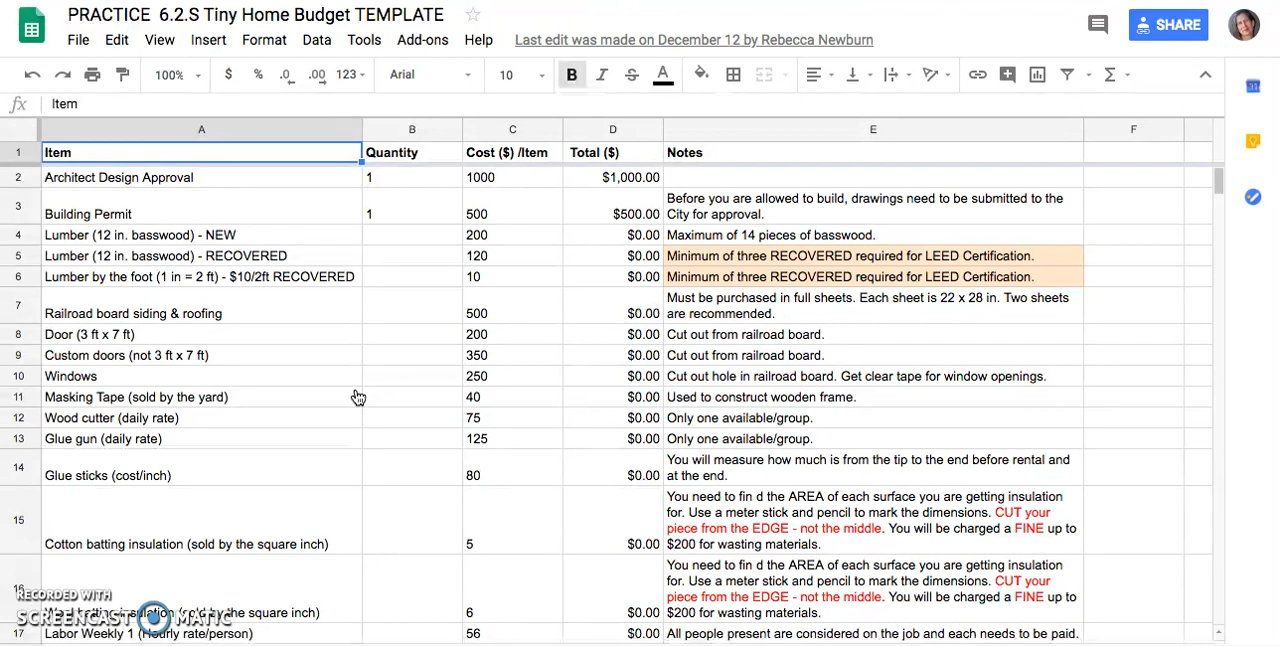 PRACTICE 6.2.S Tiny Home Budget TEMPLATE
File Edit View Insert Format Data Tools Add-ons Help Last edit was made on December 12 by Rebecca Newburn
SHARE
100% $ % .0 .00 123 Arial 10 B I S A Σ
fx Item
A B C D E F
1 Item Quantity Cost ($) /Item Total ($) Notes
2 Architect Design Approval 1 1000 $1,000.00
Before you are allowed to build, drawings need to be submitted to the
3 Building Permit 1 500 $500.00 City for approval.
4 Lumber (12 in. basswood) - NEW 200 $0.00 Maximum of 14 pieces of basswood.
5 Lumber (12 in. basswood) - RECOVERED 120 $0.00 Minimum of three RECOVERED required for LEED Certification.
6 Lumber by the foot (1 in = 2 ft) - $10/2ft RECOVERED 10 $0.00 Minimum of three RECOVERED required for LEED Certification.
Must be purchased in full sheets. Each sheet is 22 x 28 in. Two sheets
7 Railroad board siding & roofing 500 $0.00 are recommended.
8 Door (3 ft x 7 ft) 200 $0.00 Cut out from railroad board.
9 Custom doors (not 3 ft x 7 ft) 350 $0.00 Cut out from railroad board.
10 Windows 250 $0.00 Cut out hole in railroad board. Get clear tape for window openings.
11 Masking Tape (sold by the yard) 40 $0.00 Used to construct wooden frame.
12 Wood cutter (daily rate) 75 $0.00 Only one available/group.
13 Glue gun (daily rate) 125 $0.00 Only one available/group.
You will measure how much is from the tip to the end before rental and
14 Glue sticks (cost/inch) 80 $0.00 at the end.
You need to fin d the AREA of each surface you are getting insulation
for. Use a meter stick and pencil to mark the dimensions. CUT your
15 piece from the EDGE - not the middle. You will be charged a FINE up to
Cotton batting insulation (sold by the square inch) 5 $0.00 $200 for wasting materials.
You need to find the AREA of each surface you are getting insulation
for. Use a meter stick and pencil to mark the dimensions. CUT your
16 piece from the EDGE - not the middle. You will be charged a FINE up to
batting insulation (sold by the square inch) 6 $0.00 $200 for wasting materials.
17 Labor Weekly 1 (Hourly rate/person) 56 $0.00 All people present are considered on the job and each needs to be paid.
RECORDED WITH
SCREENCAST MATIC